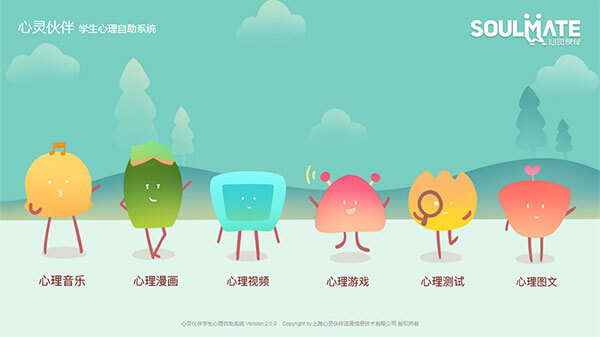 心灵伙伴 学生心理自助系统
SOULMATE
心灵伙伴
心理音乐
心理漫画
心理视频
心理游戏
心理测试
心理图文
心灵伙伴学生心理自助系统 Version 2.0.0 Copyright by上海心灵伙伴造局信息技术有限公司 版权所有